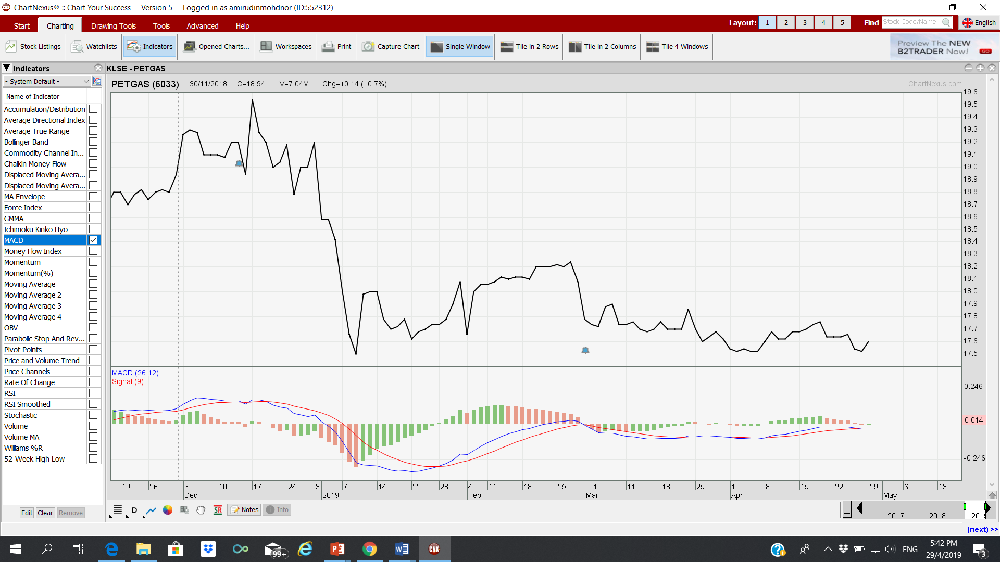 ChartNexus® :: Chart Your Success -- Version 5 -- Logged in as amirudinmohdnor (ID:552312)
Start Charting Drawing Tools Tools Advanced Help Layout: 1 2 3 4 5 Find Stock Code/Name English
Stock Listings Watchlists Indicators Opened Charts... Workspaces Print Capture Chart Single Window Tile in 2 Rows Tile in 2 Columns Tile 4 Windows
Preview The NEW
B2TRADER Now! GO
Indicators
- System Default -
Name of Indicator
Accumulation/Distribution
Average Directional Index
Average True Range
Bollinger Band
Commodity Channel In...
Chaikin Money Flow
Displaced Moving Avera...
Displaced Moving Avera...
MA Envelope
Force Index
GMMA
Ichimoku Kinko Hyo
MACD
Money Flow Index
Momentum
Momentum(%)
Moving Average
Moving Average 2
Moving Average 3
Moving Average 4
OBV
Parabolic Stop And Rev...
Pivot Points
Price and Volume Trend
Price Channels
Rate Of Change
RSI
RSI Smoothed
Stochastic
Volume
Volume MA
Williams %R
52-Week High Low
Edit Clear Remove
KLSE - PETGAS
PETGAS (6033) 30/11/2018 C=18.94 V=7.04M Chg=+0.14 (+0.7%) ChartNexus.com
19.6
19.5
19.4
19.3
19.2
19.1
19.0
18.9
18.8
18.7
18.6
18.5
18.4
18.3
18.2
18.1
18.0
17.9
17.8
17.7
17.6
17.5
MACD (26,12)
Signal (9)
0.246
0.014
-0.246
19 26 3 10 17 24 31 7 14 22 28 4 11 18 25 4 11 18 25 1 8 15 22 29 6 13
Dec 2019 Feb Mar Apr May
D SR Notes Info
2017 2018 2019
(next) >>
99+ CNX ENG
5:42 PM
29/4/2019
3